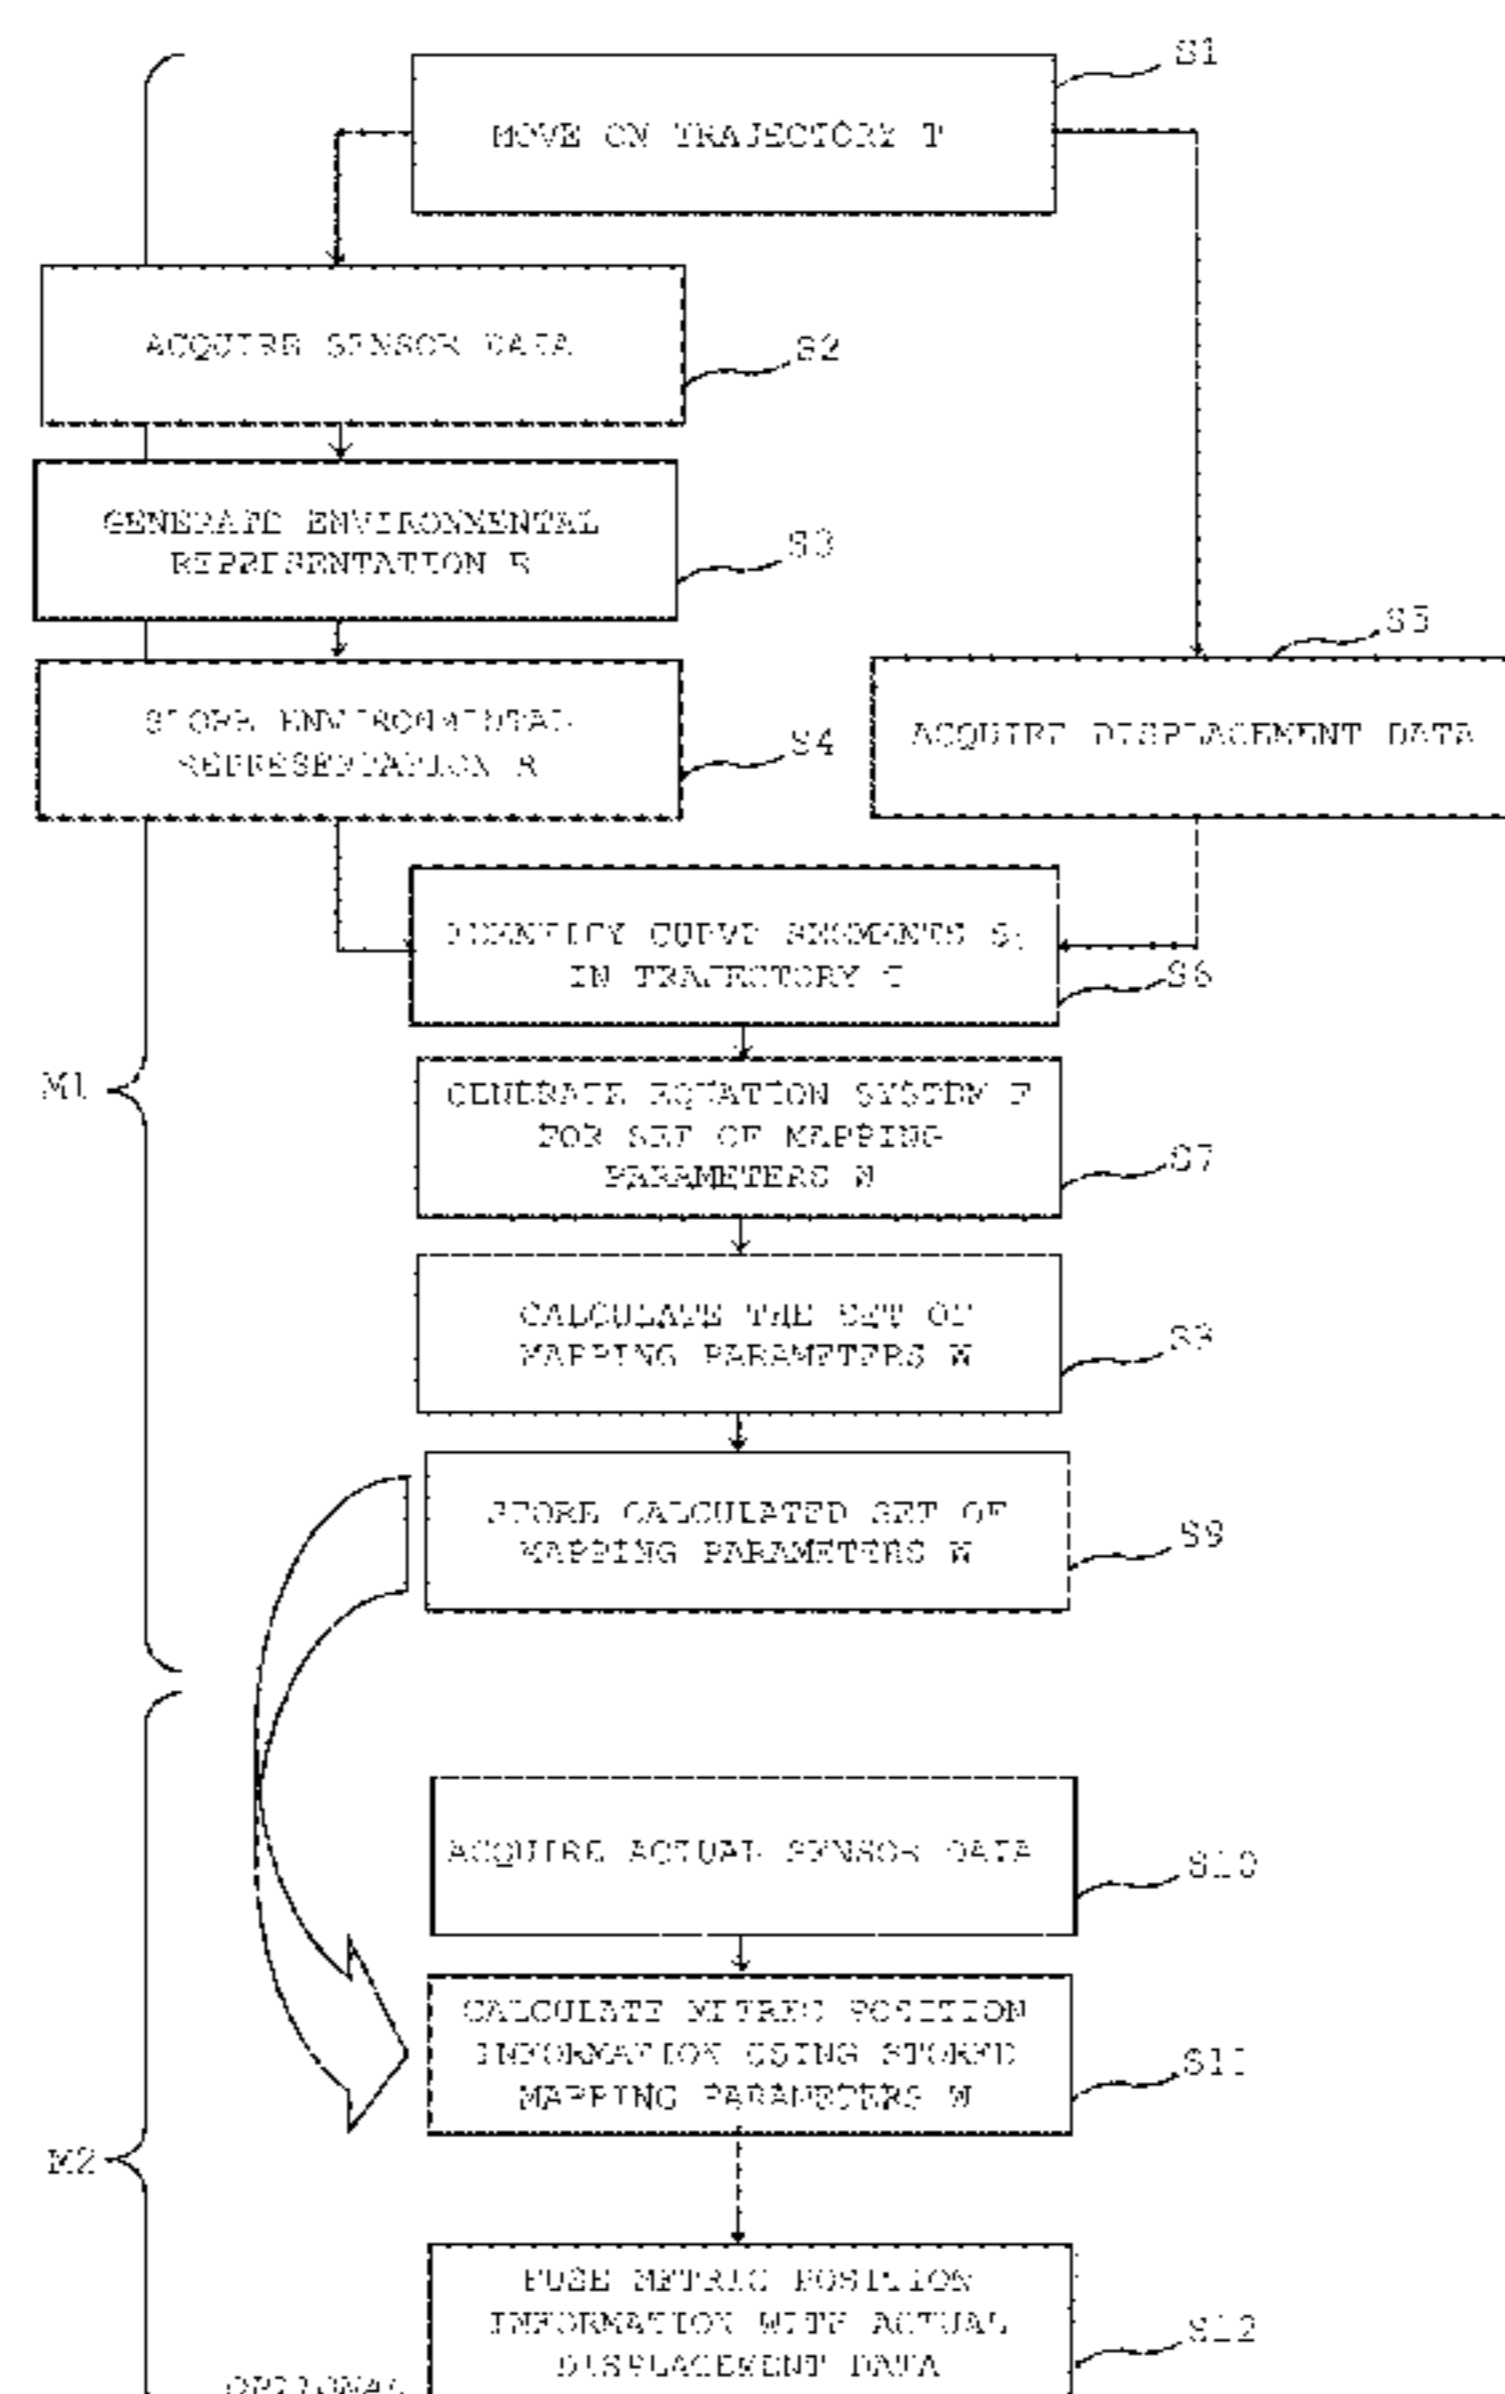 S1
MOVE ON TRAJECTORY T
ACQUIRE SENSOR DATA
S2
GENERATE ENVIRONMENTAL
REPRESENTATION R
S3
S5
STORE ENVIRONMENTAL
REPRESENTATION R
S4
ACQUIRE DISPLACEMENT DATA
IDENTIFY CURVE SEGMENTS
IN TRAJECTORY T
S6
M1
GENERATE EQUATION SYSTEM F
FOR SET OF MAPPING
PARAMETERS W
S7
CALCULATE THE SET OF
MAPPING PARAMETERS W
S8
STORE CALCULATED SET OF
MAPPING PARAMETERS W
S9
ACQUIRE ACTUAL SENSOR DATA
S10
CALCULATE METRIC POSITION
INFORMATION USING STORED
MAPPING PARAMETERS W
S11
M2
FUSE METRIC POSITION
INFORMATION WITH ACTUAL
DISPLACEMENT DATA
S12
OPTIONAL